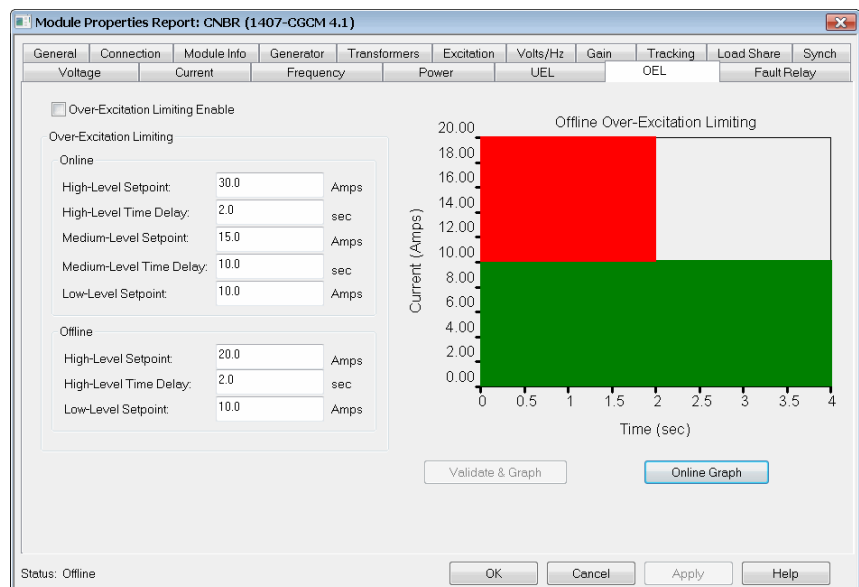 Module Properties Report: CNBR (1407-CGCM 4.1)
General Connection Module Info Generator Transformers Excitation Volts/Hz Gain Tracking Load Share Synch
Voltage Current Frequency Power UEL OEL Fault Relay
Over-Excitation Limiting Enable
Over-Excitation Limiting
Online
High-Level Setpoint: 30.0 Amps
High-Level Time Delay: 2.0 sec
Medium-Level Setpoint: 15.0 Amps
Medium-Level Time Delay: 10.0 sec
Low-Level Setpoint: 10.0 Amps
Offline
High-Level Setpoint: 20.0 Amps
High-Level Time Delay: 2.0 sec
Low-Level Setpoint: 10.0 Amps
Offline Over-Excitation Limiting
20.00
18.00
16.00
14.00
12.00
10.00
8.00
6.00
4.00
2.00
0.00
Current (Amps)
0 0.5 1 1.5 2 2.5 3 3.5 4
Time (sec)
Validate & Graph Online Graph
Status: Offline OK Cancel Apply Help